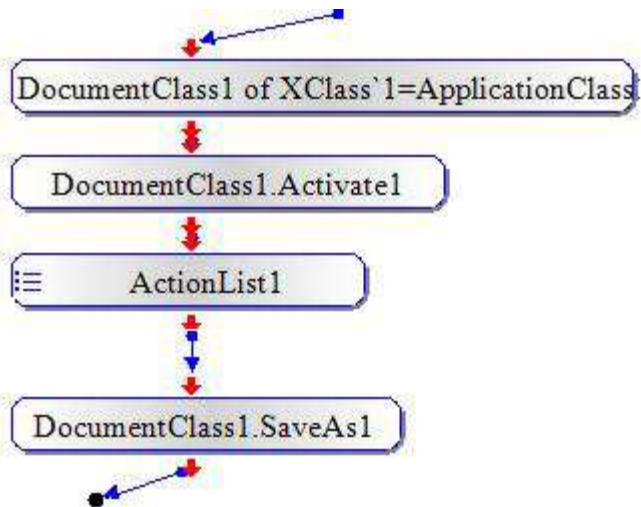 DocumentClass1 of XClass`1=ApplicationClass
DocumentClass1.Activate1
ActionList1
DocumentClass1.SaveAs1